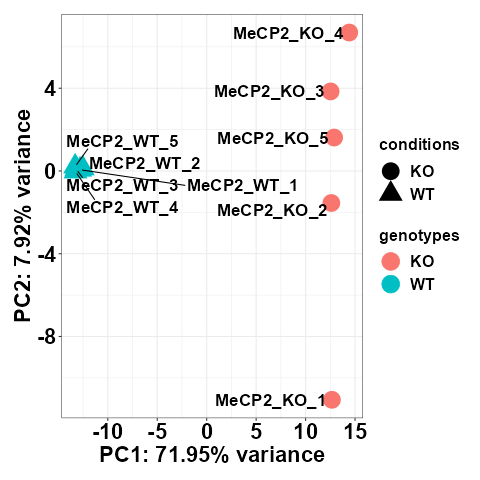 MeCP2_KO_4
MeCP2_KO_3
MeCP2_KO_5
MeCP2_KO_2
MeCP2_KO_1
MeCP2_WT_5
MeCP2_WT_2
MeCP2_WT_3
MeCP2_WT_1
MeCP2_WT_4
4
0
-4
-8
PC2: 7.92% variance
-10 -5 0 5 10 15
PC1: 71.95% variance
conditions
KO
WT
genotypes
KO
WT